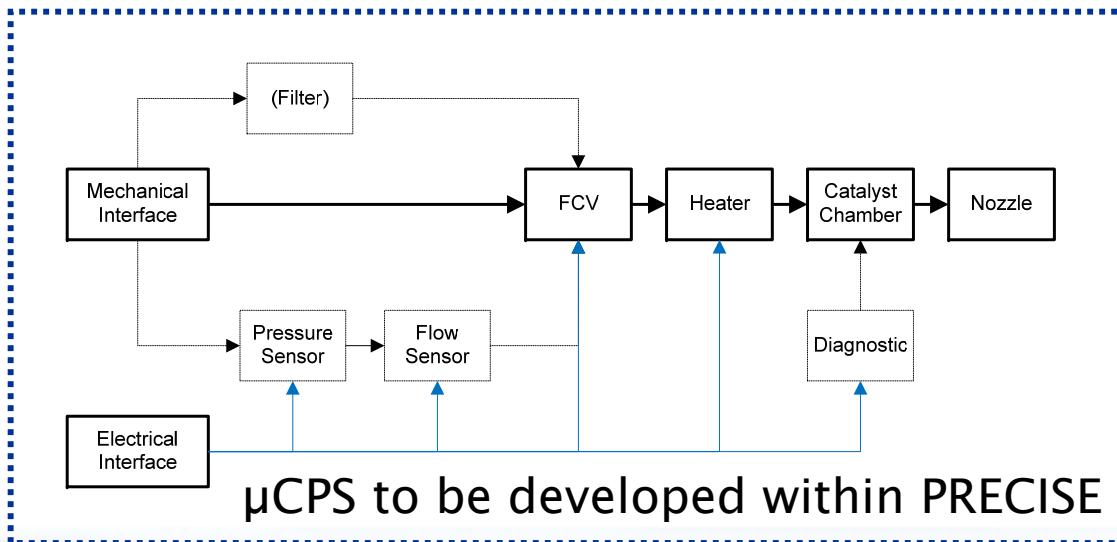 (Filter)
Mechanical
Interface
FCV
Heater
Catalyst
Chamber
Nozzle
Pressure
Sensor
Flow
Sensor
Diagnostic
Electrical
Interface
µCPS to be developed within PRECISE